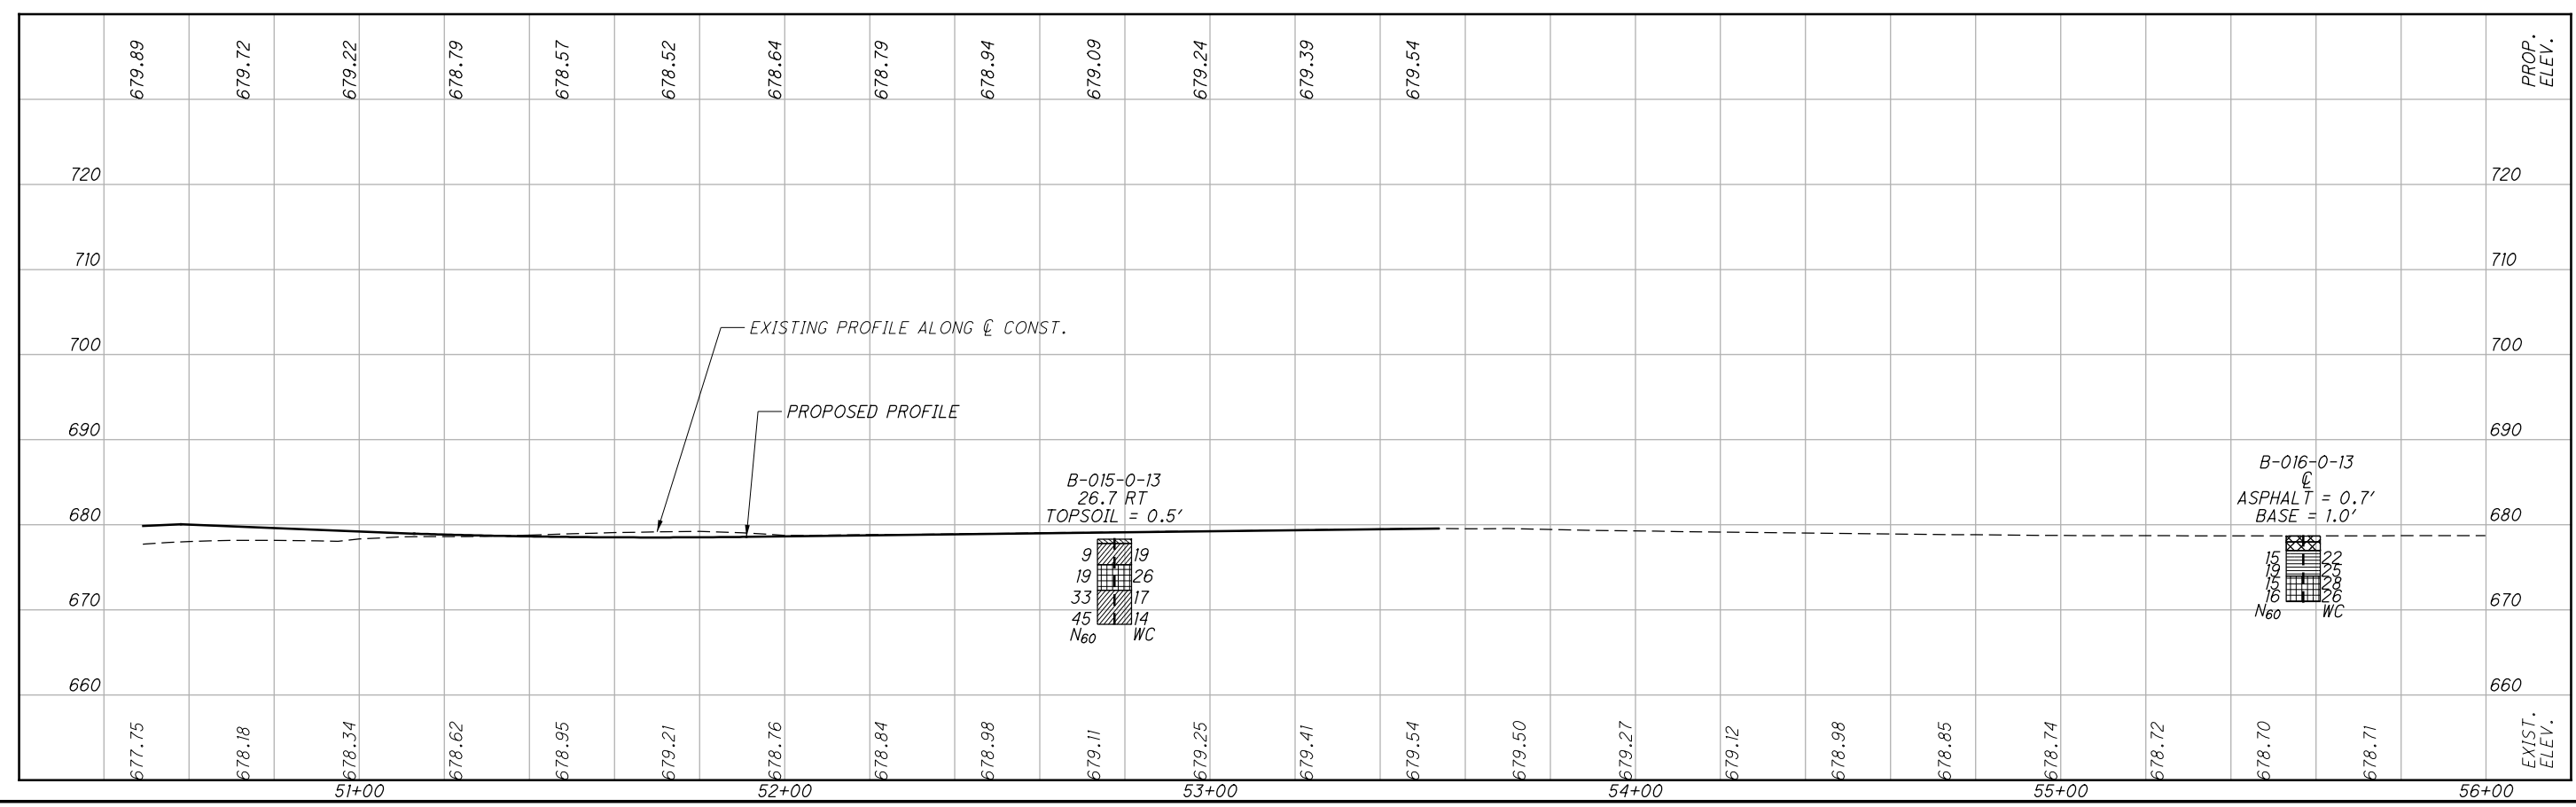 679.89 679.72 679.22 678.79 678.57 678.52 678.64 678.79 678.94 679.09 679.24 679.39 679.54
PROP.
ELEV.
720 720
710 710
700 700
690 690
680 680
670 670
660 660
EXISTING PROFILE ALONG ℄ CONST.
PROPOSED PROFILE
B-015-0-13
26.7 RT
TOPSOIL = 0.5'
9 19
19 26
33 17
45 14
N60 WC
B-016-0-13
℄
ASPHALT = 0.7'
BASE = 1.0'
15 22
19 25
15 28
16 26
N60 WC
677.75 678.18 678.34 678.62 678.95 679.21 678.76 678.84 678.98 679.11 679.25 679.41 679.54 679.50 679.27 679.12 678.98 678.85 678.74 678.72 678.70 678.71
EXIST.
ELEV.
51+00 52+00 53+00 54+00 55+00 56+00